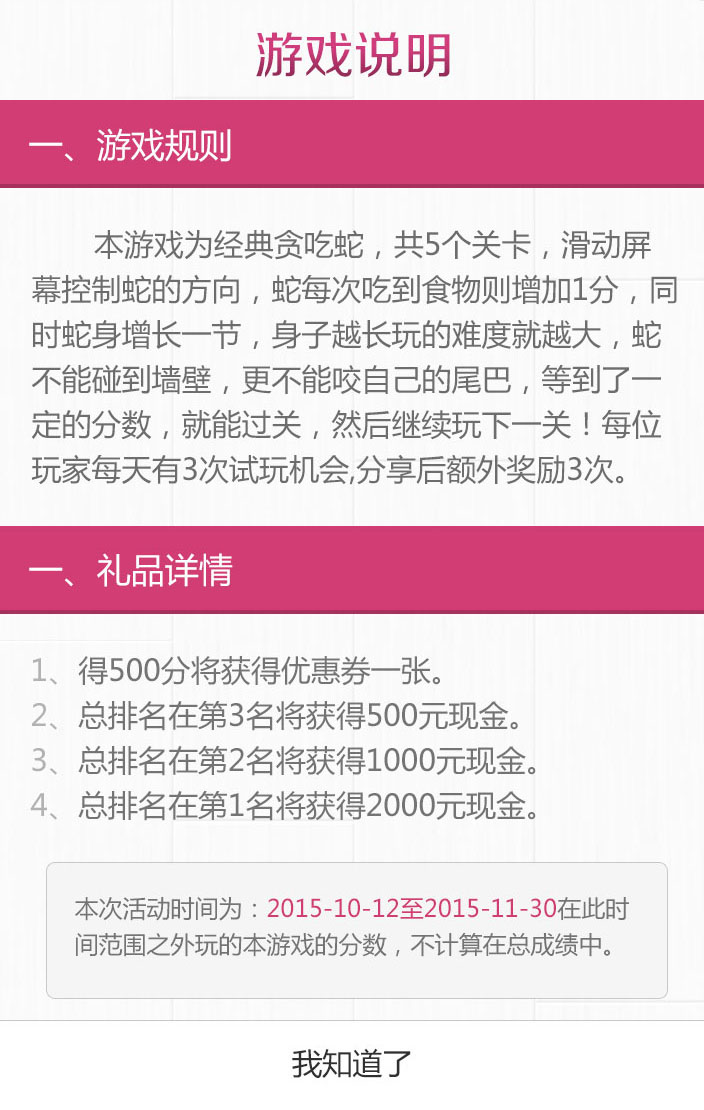 游戏说明
一、游戏规则
本游戏为经典贪吃蛇，共5个关卡，滑动屏
幕控制蛇的方向，蛇每次吃到食物则增加1分，同
时蛇身增长一节，身子越长玩的难度就越大，蛇
不能碰到墙壁，更不能咬自己的尾巴，等到了一
定的分数，就能过关，然后继续玩下一关！每位
玩家每天有3次试玩机会,分享后额外奖励3次。
一、礼品详情
1、得500分将获得优惠券一张。
2、总排名在第3名将获得500元现金。
3、总排名在第2名将获得1000元现金。
4、总排名在第1名将获得2000元现金。
本次活动时间为：2015-10-12至2015-11-30在此时
间范围之外玩的本游戏的分数，不计算在总成绩中。
我知道了